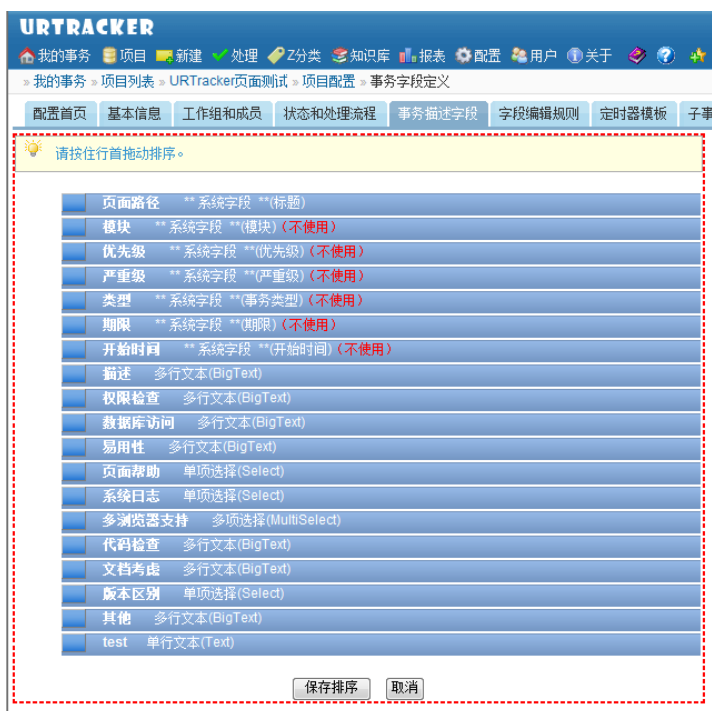 URTRACKER
我的事务 项目 新建 处理 Z分类 知识库 报表 配置 用户 关于
» 我的事务 » 项目列表 » URTracker页面测试 » 项目配置 » 事务字段定义
配置首页 基本信息 工作组和成员 状态和处理流程 事务描述字段 字段编辑规则 定时器模板 子事
请按住行首拖动排序。
页面路径 ** 系统字段 **(标题)
模块 ** 系统字段 **(模块)(不使用)
优先级 ** 系统字段 **(优先级)(不使用)
严重级 ** 系统字段 **(严重级)(不使用)
类型 ** 系统字段 **(事务类型)(不使用)
期限 ** 系统字段 **(期限)(不使用)
开始时间 ** 系统字段 **(开始时间)(不使用)
描述 多行文本(BigText)
权限检查 多行文本(BigText)
数据库访问 多行文本(BigText)
易用性 多行文本(BigText)
页面帮助 单项选择(Select)
系统日志 单项选择(Select)
多浏览器支持 多项选择(MultiSelect)
代码检查 多行文本(BigText)
文档考虑 多行文本(BigText)
版本区别 单项选择(Select)
其他 多行文本(BigText)
test 单行文本(Text)
保存排序 取消